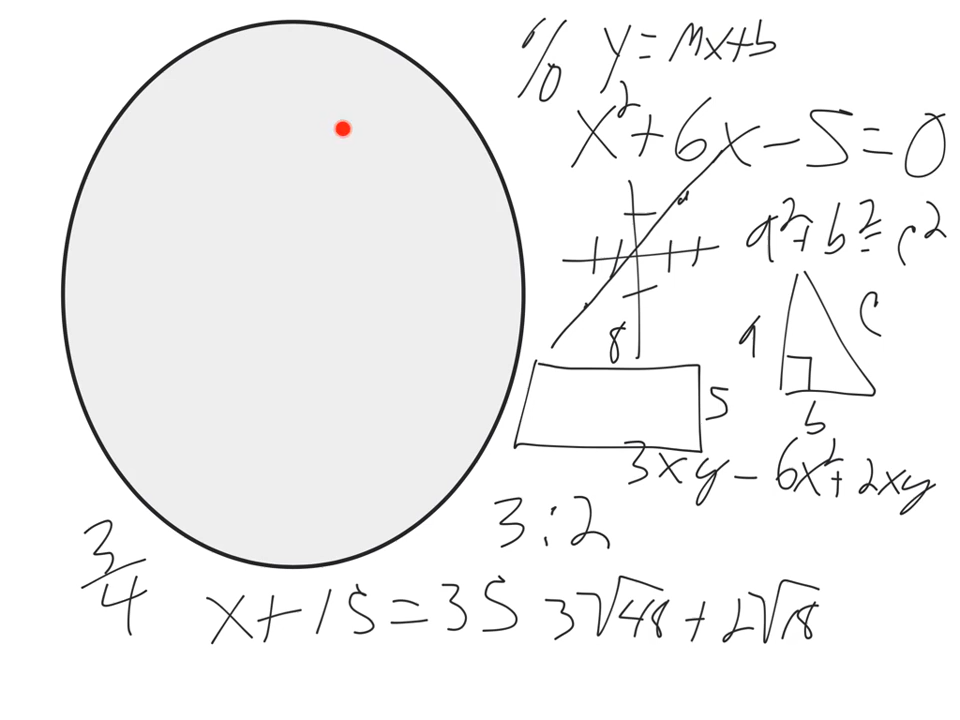 % y = mx+b
x² + 6x - 5 = 0
a² + b² = c²
8
a c
5
b
3xy - 6x² + 2xy
3:2
3/4
x + 15 = 35 3√48 + 2√18